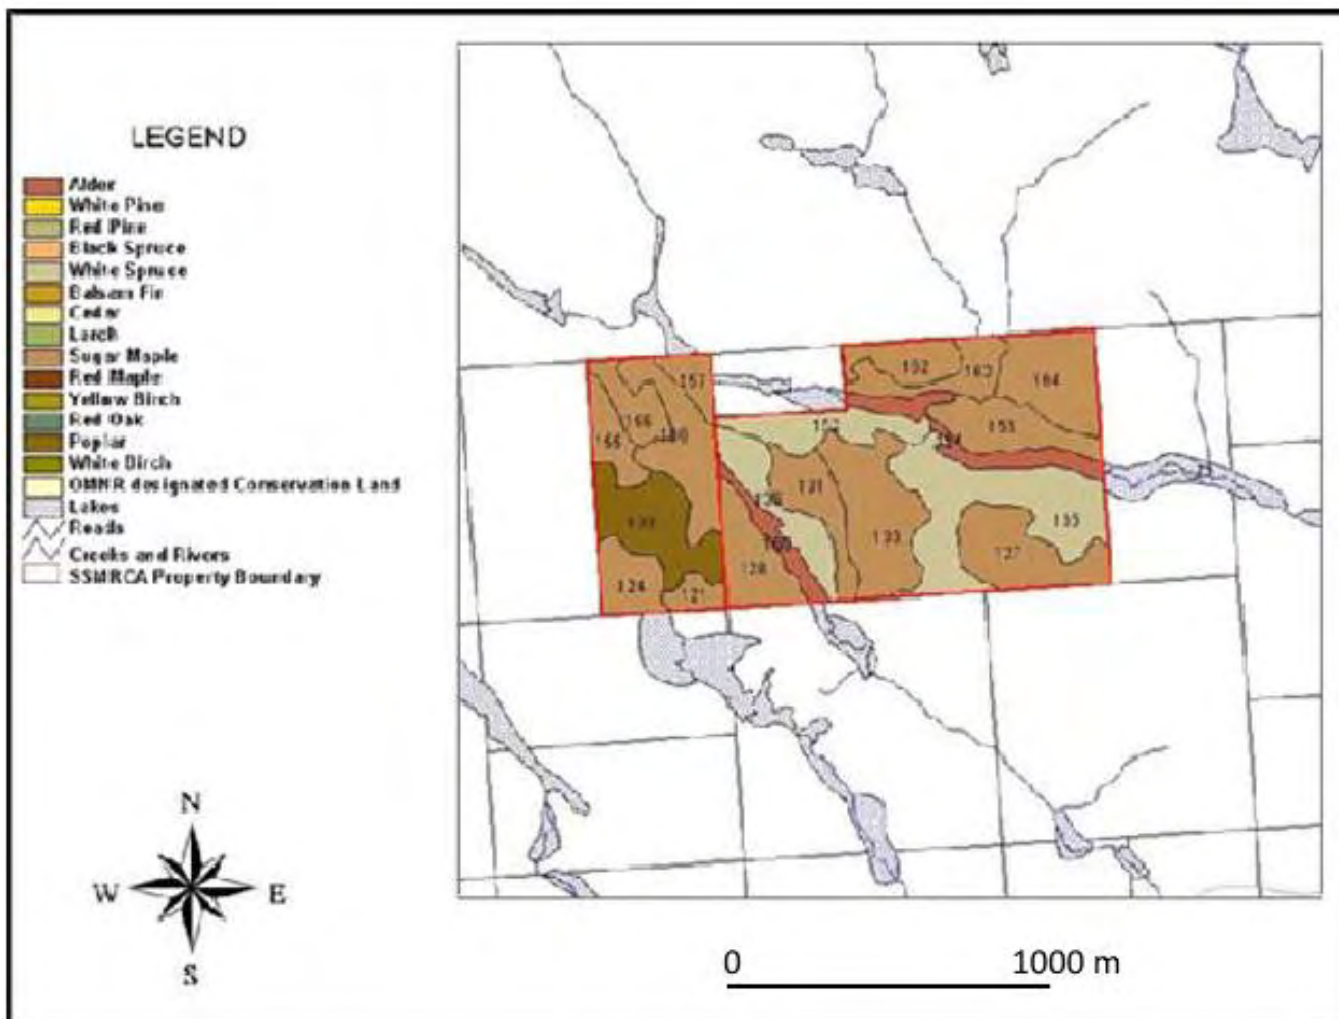 LEGEND
Alder
White Pine
Red Pine
Black Spruce
White Spruce
Balsam Fir
Cedar
Larch
Sugar Maple
Red Maple
Yellow Birch
Red Oak
Poplar
White Birch
OMNR designated Conservation Land
Lakes
Roads
Creeks and Rivers
SSMRCA Property Boundary
157
162
163
164
166
155
131
133
135
127
128
124
121
N
W
E
S
0
1000 m